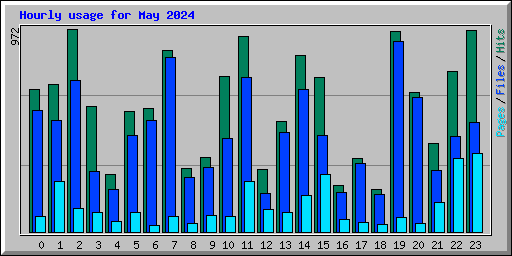 Hourly usage for May 2024
972
Pages/Files/Hits
0 1 2 3 4 5 6 7 8 9 10 11 12 13 14 15 16 17 18 19 20 21 22 23